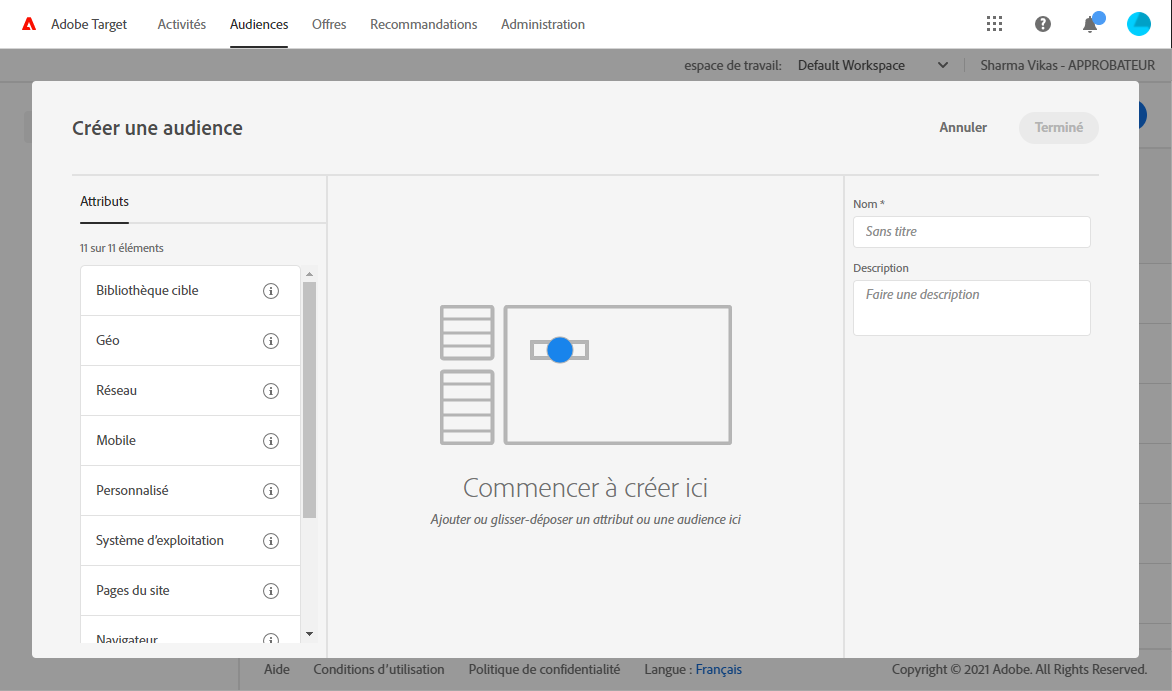 Adobe Target Activités Audiences Offres Recommandations Administration
espace de travail: Default Workspace Sharma Vikas - APPROBATEUR
Créer une audience
Annuler
Terminé
Attributs
11 sur 11 éléments
Bibliothèque cible
Géo
Réseau
Mobile
Personnalisé
Système d'exploitation
Pages du site
Navigateur
Commencer à créer ici
Ajouter ou glisser-déposer un attribut ou une audience ici
Nom *
Sans titre
Description
Faire une description
Aide Conditions d'utilisation Politique de confidentialité Langue : Français Copyright © 2021 Adobe. All Rights Reserved.